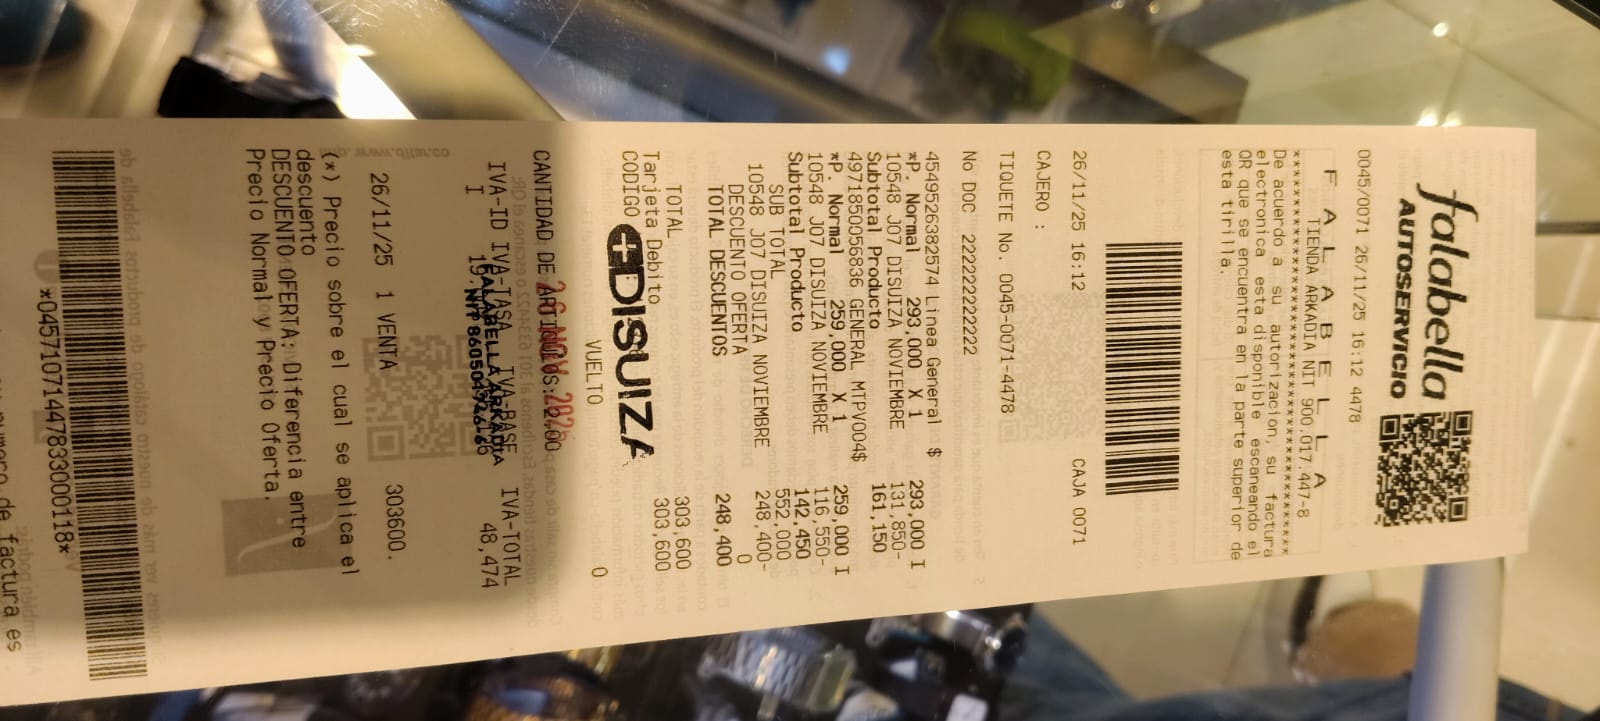 falabella
AUTOSERVICIO
0045/0071 26/11/25 16:12 4478
F A L A B E L L A
TIENDA ARKADIA NIT 900.017.447-8
De acuerdo a su autorizacion, su factura
electronica esta disponible escaneando el
QR que se encuentra en la parte superior de
esta tirilla.
26/11/25 16:12 CAJA 0071
CAJERO :
TIQUETE No. 0045-0071-4478
No DOC 222222222222
4549526382574 Linea General $
*P. Normal 293,000 X 1 293,000 I
10548 J07 DISUIZA NOVIEMBRE 131,850-
Subtotal Producto 161,150
4971850056836 GENERAL MTPV004$
*P. Normal 259,000 X 1 259,000 I
10548 J07 DISUIZA NOVIEMBRE 116,550-
Subtotal Producto 142,450
SUB TOTAL 552,000
10548 J07 DISUIZA NOVIEMBRE 248,400-
DESCUENTO OFERTA 0
TOTAL DESCUENTOS 248,400
TOTAL 303,600
Tarjeta Debito 303,600
CODIGO
DISUIZA
VUELTO 0
CANTIDAD DE ARTICULOS: 2.00
26 NOV
IVA-ID IVA-TASA IVA-BASE IVA-TOTAL
I 48,474
FALABELLA ARKADIA
NIT
26/11/25 1 VENTA 303600.
(*) Precio sobre el cual se aplica el
descuento
DESCUENTO OFERTA: Diferencia entre
Precio Normal y Precio Oferta.
de factura es